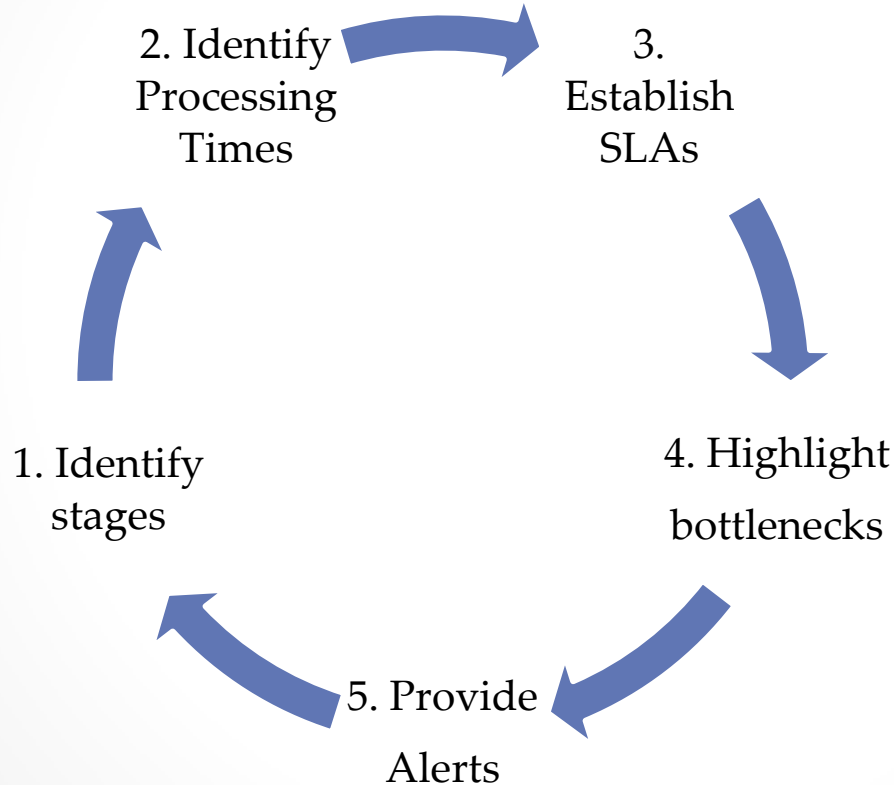 1. Identify
stages
2. Identify
Processing
Times
3.
Establish
SLAs
4. Highlight
bottlenecks
5. Provide
Alerts